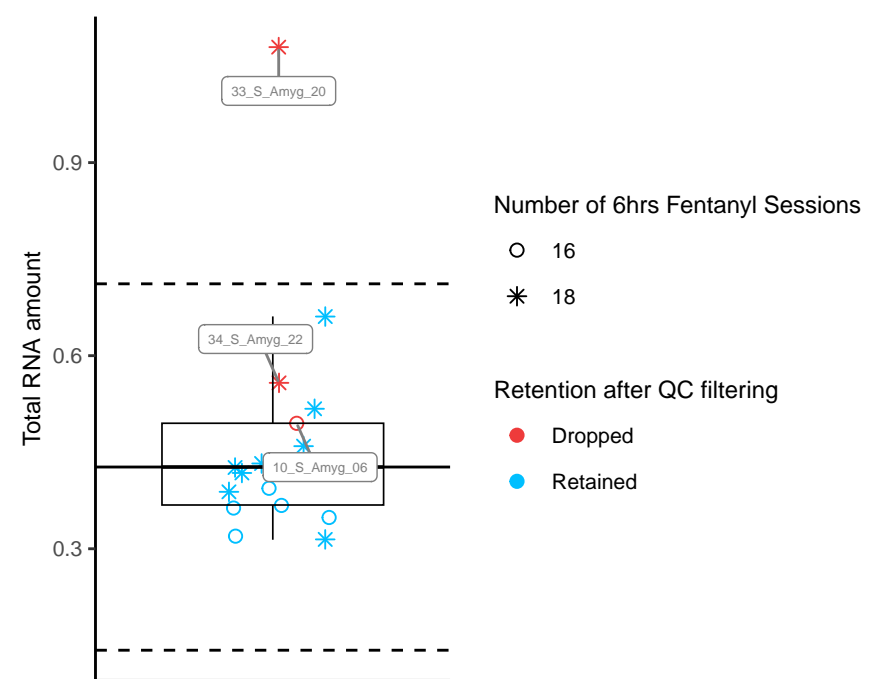 33_S_Amyg_20
0.9
Total RNA amount
34_S_Amyg_22
0.6
10_S_Amyg_06
0.3
Number of 6hrs Fentanyl Sessions
16
18
Retention after QC filtering
Dropped
Retained